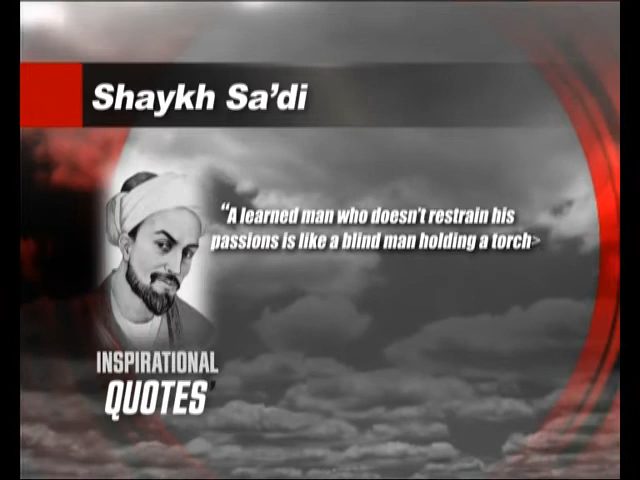 Shaykh Sa'di
"A learned man who doesn't restrain his
passions is like a blind man holding a torch>
INSPIRATIONAL
QUOTES'